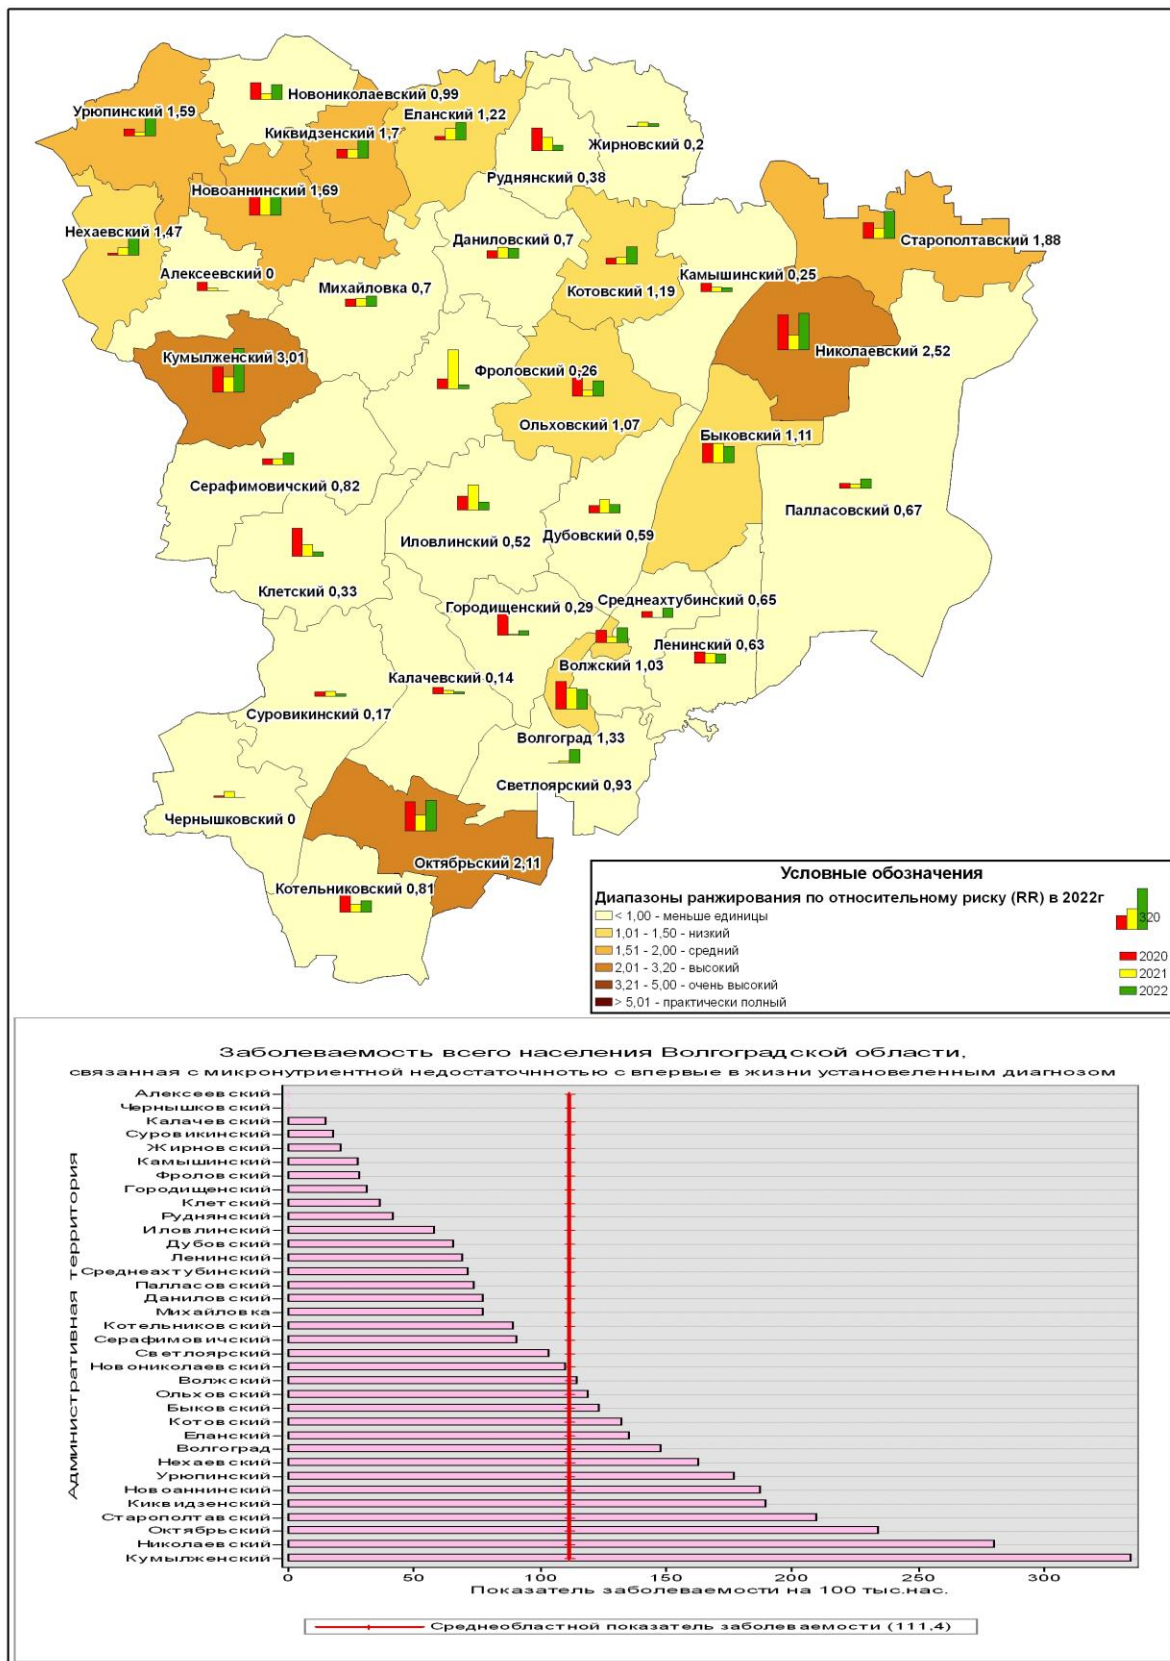 Новониколаевский 0,99
Урюпинский 1,59
Еланский 1,22
Киквидзенский 1,7
Жирновский 0,2
Руднянский 0,38
Новоаннинский 1,69
Нехаевский 1,47
Даниловский 0,7
Старополтавский 1,88
Алексеевский 0
Камышинский 0,25
Михайловка 0,7
Котовский 1,19
Кумылженский 3,01
Николаевский 2,52
Фроловский 0,26
Ольховский 1,07
Быковский 1,11
Серафимовичский 0,82
Палласовский 0,67
Иловлинский 0,52
Дубовский 0,59
Клетский 0,33
Среднеахтубинский 0,65
Городищенский 0,29
Ленинский 0,63
Волжский 1,03
Калачевский 0,14
Суровикинский 0,17
Волгоград 1,33
Светлоярский 0,93
Чернышковский 0
Октябрьский 2,11
Котельниковский 0,81
Условные обозначения
Диапазоны ранжирования по относительному риску (RR) в 2022г
< 1,00 - меньше единицы
1,01 - 1,50 - низкий
1,51 - 2,00 - средний
2,01 - 3,20 - высокий
3,21 - 5,00 - очень высокий
> 5,01 - практически полный
320
2020
2021
2022
Заболеваемость всего населения Волгоградской области,
связанная с микронутриентной недостаточннотью с впервые в жизни установеленным диагнозом
Административная территория
Алексеевский
Чернышковский
Калачевский
Суровикинский
Жирновский
Камышинский
Фроловский
Городищенский
Клетский
Руднянский
Иловлинский
Дубовский
Ленинский
Среднеахтубинский
Палласовский
Даниловский
Михайловка
Котельниковский
Серафимовичский
Светлоярский
Новониколаевский
Волжский
Ольховский
Быковский
Котовский
Еланский
Волгоград
Нехаевский
Урюпинский
Новоаннинский
Киквидзенский
Старополтавский
Октябрьский
Николаевский
Кумылженский
0 50 100 150 200 250 300
Показатель заболеваемости на 100 тыс.нас.
Среднеобластной показатель заболеваемости (111,4)